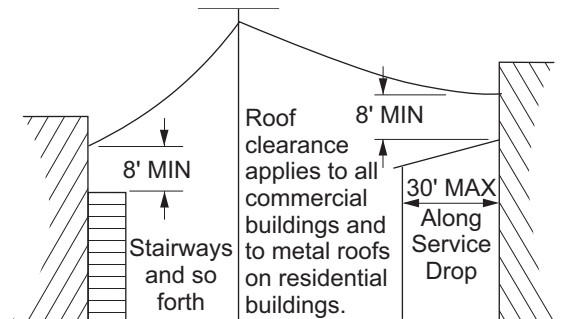 8' MIN
Stairways
and so
forth
Roof
clearance
applies to all
commercial
buildings and
to metal roofs
on residential
buildings.
8' MIN
30' MAX
Along
Service
Drop